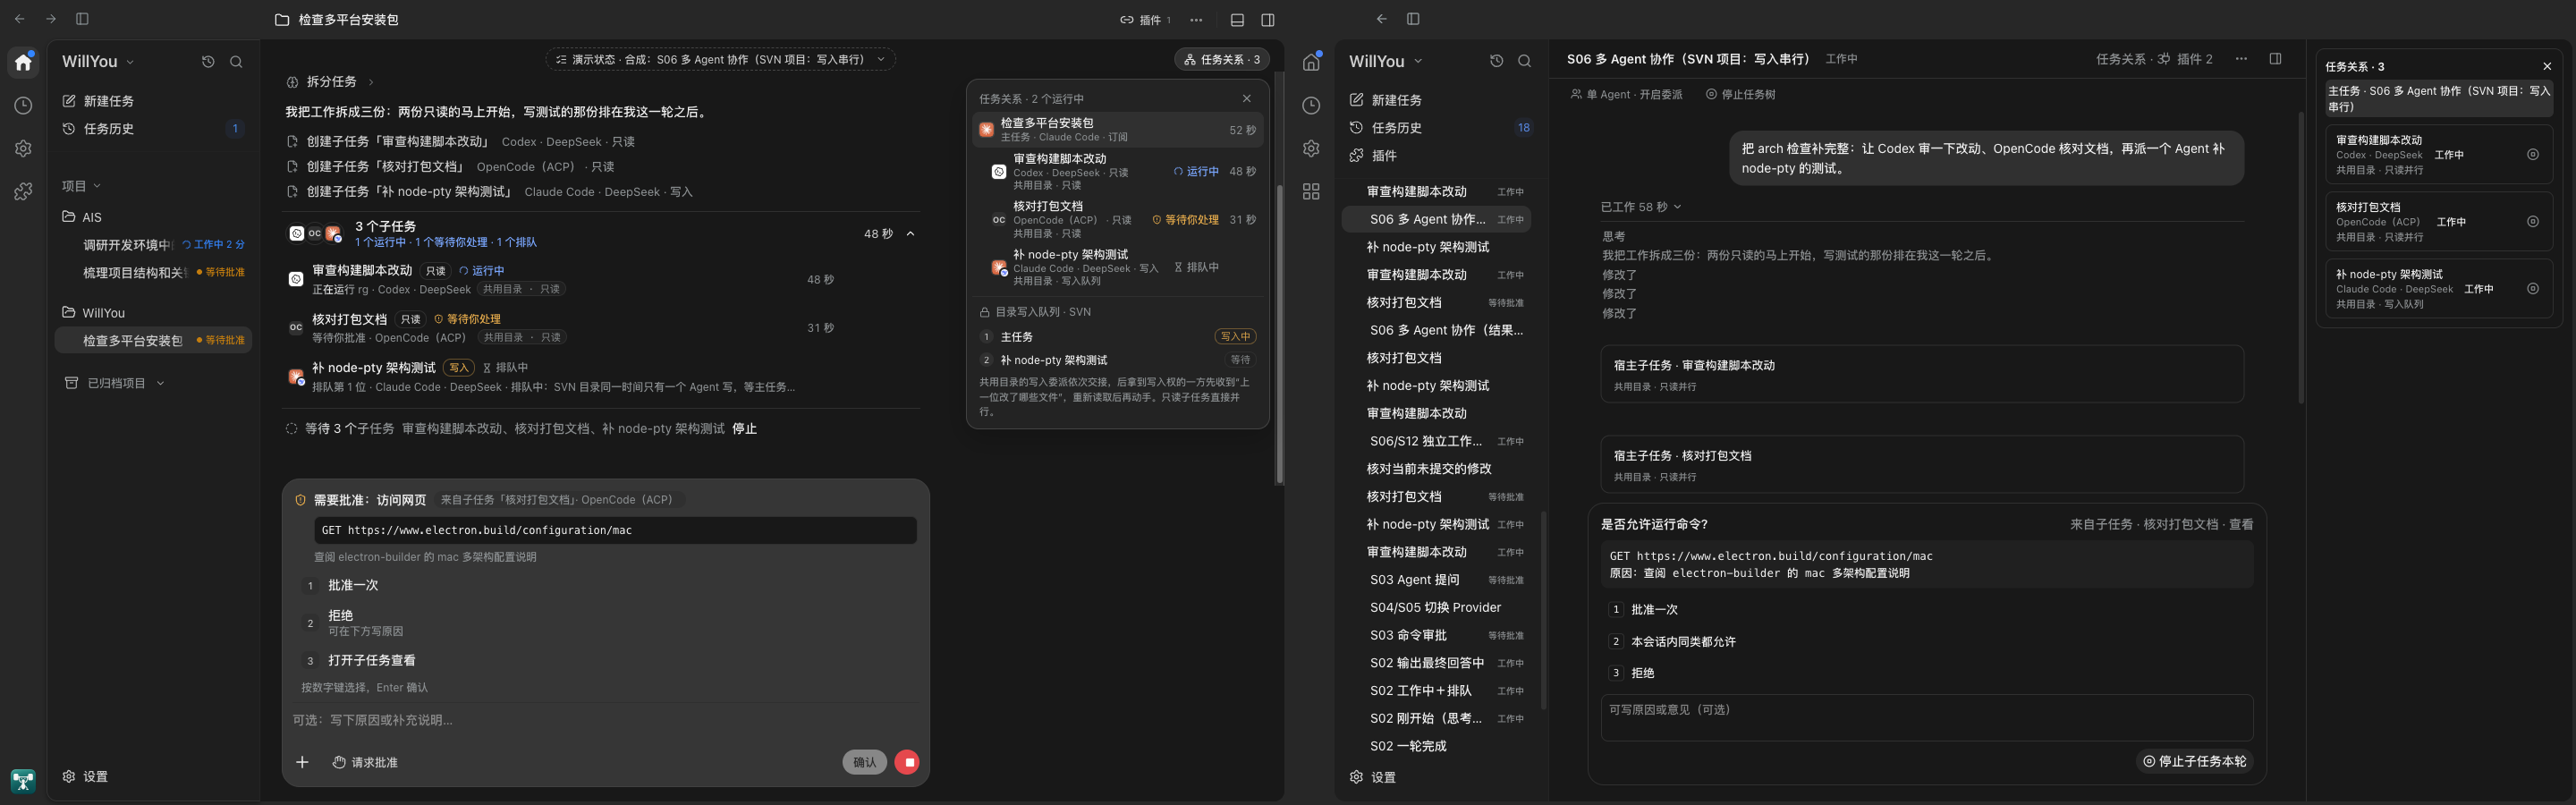 检查多平台安装包
插件 1
WillYou
新建任务
任务历史 1
项目
AIS
调研开发环境中 工作中 2 分
梳理项目结构和关 等待批准
WillYou
检查多平台安装包 等待批准
已归档项目
设置
演示状态 · 合成：S06 多 Agent 协作（SVN 项目：写入串行）
任务关系 · 3
拆分任务
我把工作拆成三份：两份只读的马上开始，写测试的那份排在我这一轮之后。
创建子任务「审查构建脚本改动」 Codex · DeepSeek · 只读
创建子任务「核对打包文档」 OpenCode（ACP） · 只读
创建子任务「补 node-pty 架构测试」 Claude Code · DeepSeek · 写入
OC
3 个子任务
1 个运行中 · 1 个等待你处理 · 1 个排队
48 秒
审查构建脚本改动 只读 运行中
正在运行 rg · Codex · DeepSeek 共用目录 · 只读
48 秒
OC
核对打包文档 只读 等待你处理
等待你批准 · OpenCode（ACP） 共用目录 · 只读
31 秒
补 node-pty 架构测试 写入 排队中
排队第 1 位 · Claude Code · DeepSeek · 排队中：SVN 目录同一时间只有一个 Agent 写，等主任务...
等待 3 个子任务 审查构建脚本改动、核对打包文档、补 node-pty 架构测试 停止
需要批准：访问网页 来自子任务「核对打包文档」· OpenCode（ACP）
GET https://www.electron.build/configuration/mac
查阅 electron-builder 的 mac 多架构配置说明
1 批准一次
2 拒绝
可在下方写原因
3 打开子任务查看
按数字键选择，Enter 确认
可选：写下原因或补充说明...
请求批准
确认
任务关系 · 2 个运行中
检查多平台安装包
主任务 · Claude Code · 订阅
52 秒
审查构建脚本改动
Codex · DeepSeek · 只读
共用目录 · 只读
运行中 48 秒
OC
核对打包文档
OpenCode（ACP） · 只读
共用目录 · 只读
等待你处理 31 秒
补 node-pty 架构测试
Claude Code · DeepSeek · 写入
共用目录 · 写入队列
排队中
目录写入队列 · SVN
1 主任务 写入中
2 补 node-pty 架构测试 等待
共用目录的写入委派依次交接，后拿到写入权的一方先收到“上
一位改了哪些文件”，重新读取后再动手。只读子任务直接并
行。
WillYou
新建任务
任务历史 18
插件
审查构建脚本改动 工作中
S06 多 Agent 协作... 工作中
补 node-pty 架构测试
审查构建脚本改动 工作中
核对打包文档 等待批准
S06 多 Agent 协作（结果...
核对打包文档
补 node-pty 架构测试
审查构建脚本改动
S06/S12 独立工作... 工作中
核对当前未提交的修改
核对打包文档 等待批准
补 node-pty 架构测试 工作中
审查构建脚本改动 工作中
S03 Agent 提问 等待批准
S04/S05 切换 Provider
S03 命令审批 等待批准
S02 输出最终回答中 工作中
S02 工作中＋排队 工作中
S02 刚开始（思考... 工作中
S02 一轮完成
设置
S06 多 Agent 协作（SVN 项目：写入串行） 工作中
任务关系 · 3 插件 2
单 Agent · 开启委派 停止任务树
把 arch 检查补完整：让 Codex 审一下改动、OpenCode 核对文档，再派一个 Agent 补
node-pty 的测试。
已工作 58 秒
思考
我把工作拆成三份：两份只读的马上开始，写测试的那份排在我这一轮之后。
修改了
修改了
修改了
宿主子任务 · 审查构建脚本改动
共用目录 · 只读并行
宿主子任务 · 核对打包文档
共用目录 · 只读并行
是否允许运行命令？ 来自子任务 · 核对打包文档 · 查看
GET https://www.electron.build/configuration/mac
原因：查阅 electron-builder 的 mac 多架构配置说明
1 批准一次
2 本会话内同类都允许
3 拒绝
可写原因或意见（可选）
停止子任务本轮
任务关系 · 3
主任务 · S06 多 Agent 协作（SVN 项目：写入
串行）
审查构建脚本改动
Codex · DeepSeek 工作中
共用目录 · 只读并行
核对打包文档
OpenCode（ACP） 工作中
共用目录 · 只读并行
补 node-pty 架构测试
Claude Code · DeepSeek 工作中
共用目录 · 写入队列